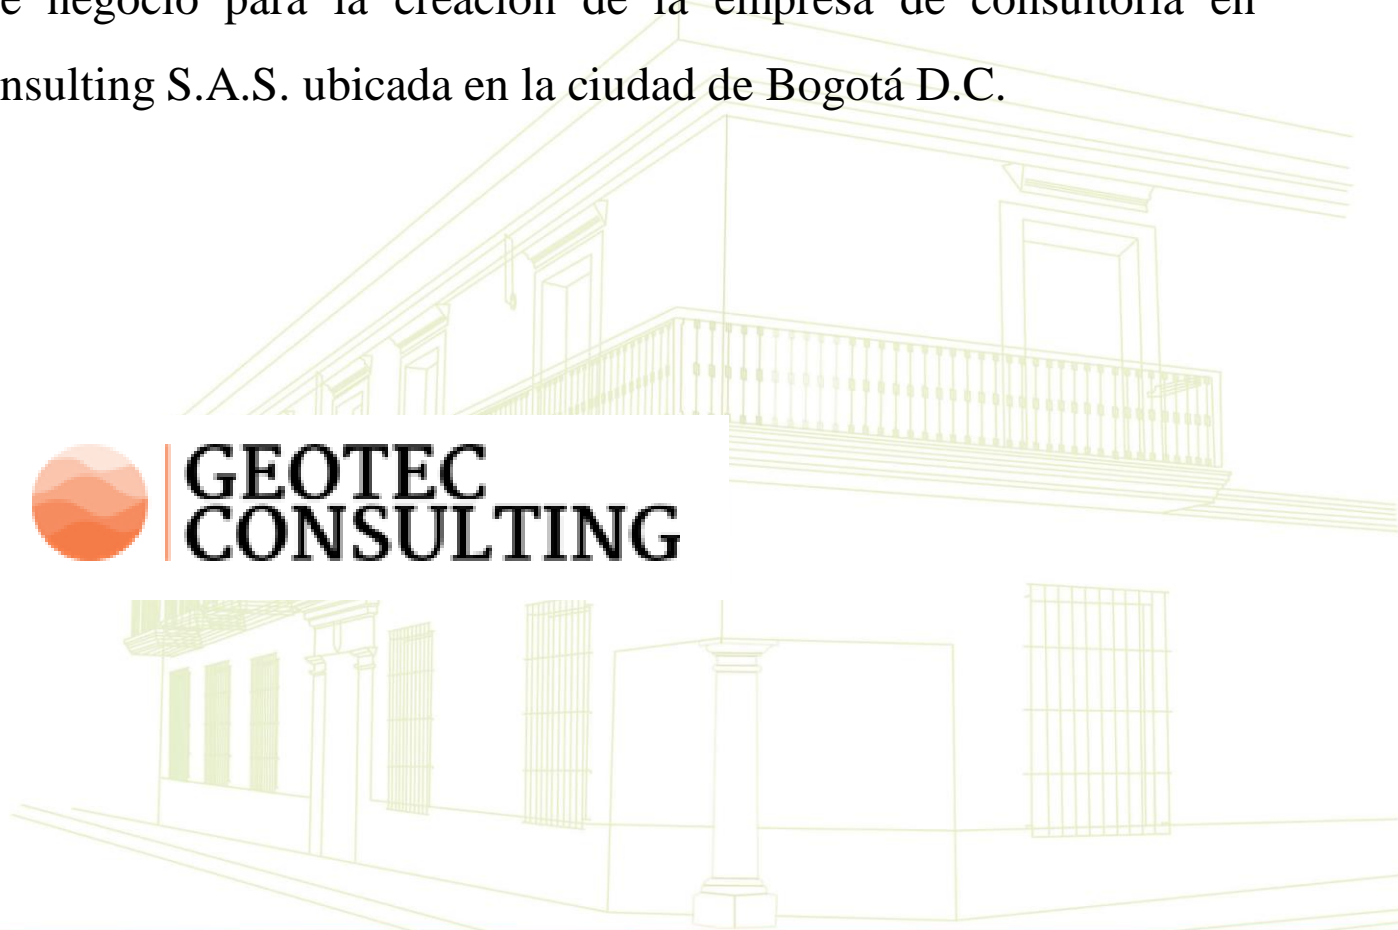 e negocio para la creación de la empresa de consultoría en
nsulting S.A.S. ubicada en la ciudad de Bogotá D.C.
GEOTEC
CONSULTING